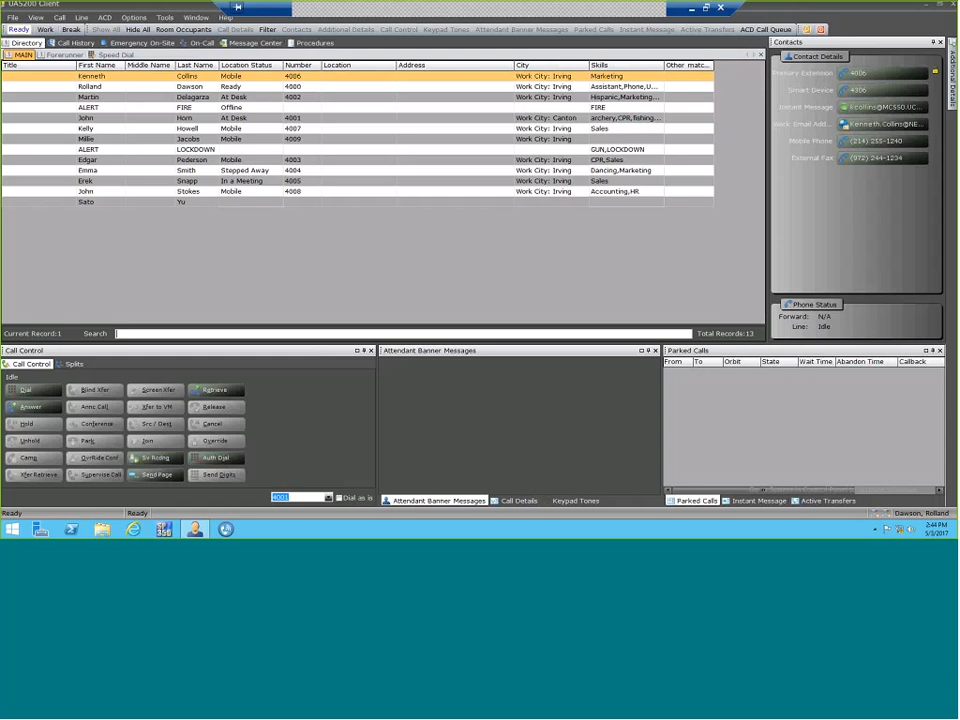 UA5200 Client
File View Call ACD Options Tools Window Help
Ready Work Break Show All Hide All Room Occupants Call Details Filter Contacts Additional Details Call Control Keypad Tones Attendant Banner Messages Parked Calls Instant Message Active Transfers ACD Call Queue
Directory Call History Emergency On-Site On-Call Message Center Procedures
MAIN Forerunner Speed Dial
Title First Name Middle Name Last Name Location Status Number Location Address City Skills Other matc...
Kenneth Collins Mobile 4006 Work City: Irving Marketing
Rolland Dawson Ready 4000 Work City: Irving Assistant,Phone,U...
Martin Delagarza At Desk 4002 Work City: Irving Hispanic,Marketing...
ALERT FIRE Offline FIRE
John Horn At Desk 4001 Work City: Canton archery,CPR,fishing...
Kelly Howell Mobile 4007 Work City: Irving Sales
Millie Jacobs Mobile 4009 Work City: Irving
ALERT LOCKDOWN GUN,LOCKDOWN
Edgar Pederson Mobile 4003 Work City: Irving CPR,Sales
Emma Smith Stepped Away 4004 Work City: Irving Dancing,Marketing
Erek Snapp In a Meeting 4005 Work City: Irving Sales
John Stokes Mobile 4008 Work City: Irving Accounting,HR
Sato Yu
Current Record:1 Search Total Records:13
Contacts
Contact Details
Primary Extension 4006
Smart Device 4306
Instant Message kcollins@MCS50.UC...
Work Email Add... Kenneth.Collins@NE...
Mobile Phone (214) 255-1240
External Fax (972) 244-1234
Additional Details
Phone Status
Forward: N/A
Line: Idle
Call Control
Call Control Splits
Idle
Dial Blind Xfer Screen Xfer Retrieve
Answer Annc Call Xfer to VM Release
Hold Conference Src / Dest Cancel
Unhold Park Join Override
Camp OvrRide Conf Sv Rcdng Auth Dial
Xfer Retrieve Supervise Call Send Page Send Digits
4001 Dial as is
Attendant Banner Messages
Attendant Banner Messages Call Details Keypad Tones
Parked Calls
From To Orbit State Wait Time Abandon Time Callback
Parked Calls Instant Message Active Transfers
Ready Ready Dawson, Rolland
2:44 PM
5/3/2017